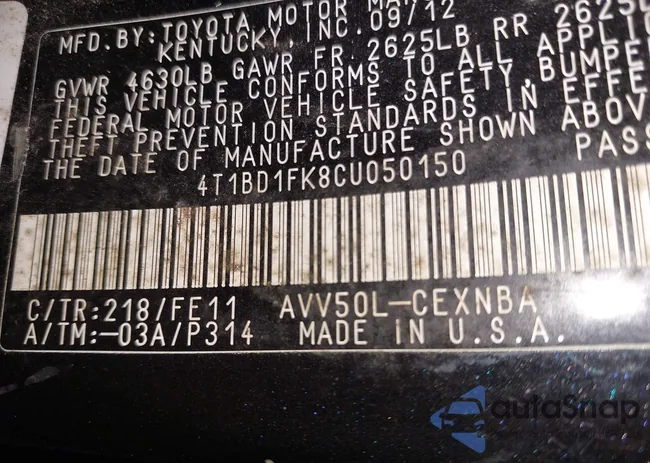 MFD.BY: TOYOTA MOTOR
KENTUCKY, INC. 09/12
GVWR 4630LB GAWR FR 2625LB RR
THIS VEHICLE CONFORMS TO ALL
FEDERAL MOTOR VEHICLE SAFETY, BUMPER
THEFT PREVENTION STANDARDS IN
THE DATE OF MANUFACTURE SHOWN ABOV
4T1BD1FK8CU050150
C/TR:218/FE11 AVV50L-CEXNBA
A/TM:-03A/P314 MADE IN U.S.A.
autoSnap